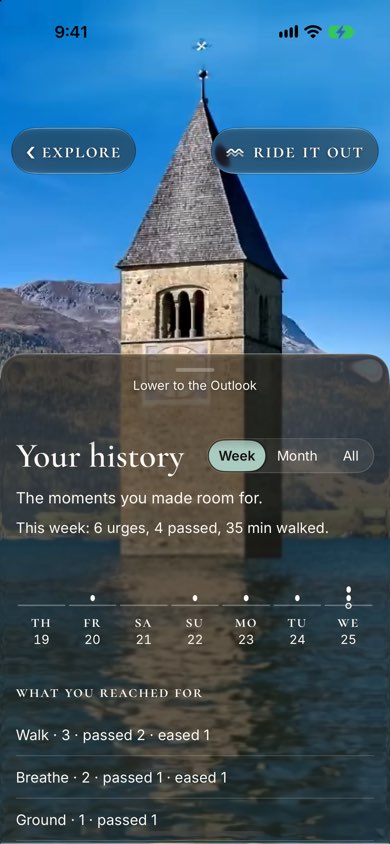 9:41
EXPLORE
RIDE IT OUT
Lower to the Outlook
Your history
Week Month All
The moments you made room for.
This week: 6 urges, 4 passed, 35 min walked.
TH FR SA SU MO TU WE
19 20 21 22 23 24 25
WHAT YOU REACHED FOR
Walk · 3 · passed 2 · eased 1
Breathe · 2 · passed 1 · eased 1
Ground · 1 · passed 1